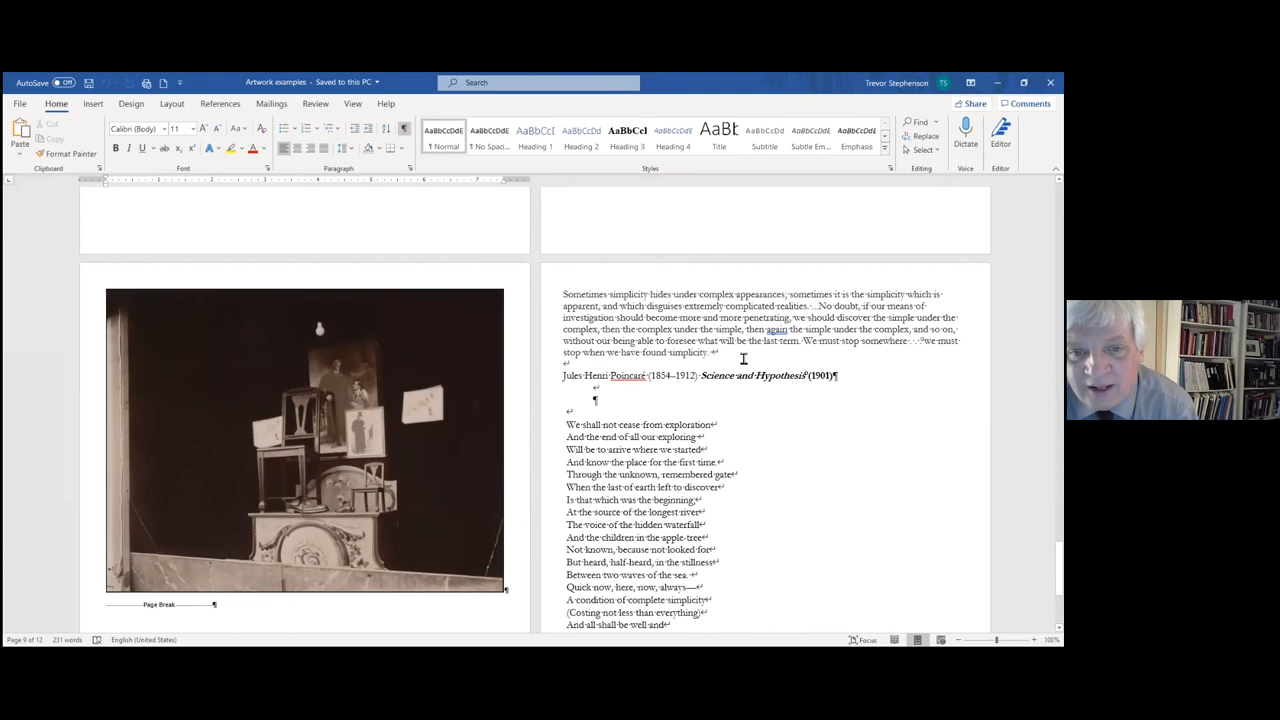 AutoSave Off
Artwork examples - Saved to this PC
Search
Trevor Stephenson TS
File Home Insert Design Layout References Mailings Review View Help
Share Comments
Paste
Cut
Copy
Format Painter
Clipboard
Calibri (Body) 11
B I U ab
Font
Paragraph
AaBbCcDdE AaBbCcDdE AaBbC AaBbCcD AaBbCcI AaBbCcDdE AaBb AaBbCcDd AaBbCcDdE AaBbCcDdE
¶ Normal ¶ No Spaci... Heading 1 Heading 2 Heading 3 Heading 4 Title Subtitle Subtle Em... Emphasis
Styles
Find
Replace
Select
Editing
Dictate
Voice
Editor
Editor
1 2 3 4 5 6 7
Sometimes simplicity hides under complex appearances; sometimes it is the simplicity which is
apparent, and which disguises extremely complicated realities. ...No doubt, if our means of
investigation should become more and more penetrating, we should discover the simple under the
complex, then the complex under the simple, then again the simple under the complex, and so on,
without our being able to foresee what will be the last term. We must stop somewhere . . . we must
stop when we have found simplicity.
Jules Henri Poincaré (1854–1912) Science and Hypothesis (1901)
We shall not cease from exploration
And the end of all our exploring
Will be to arrive where we started
And know the place for the first time.
Through the unknown, remembered gate
When the last of earth left to discover
Is that which was the beginning;
At the source of the longest river
The voice of the hidden waterfall
And the children in the apple-tree
Not known, because not looked for
But heard, half-heard, in the stillness
Between two waves of the sea.
Quick now, here, now, always—
A condition of complete simplicity
(Costing not less than everything)
And all shall be well and
Page Break
Page 9 of 12 231 words English (United States)
Focus
100%